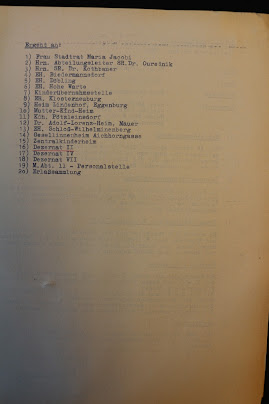 Ergeht an:
1) Frau Stadtrat Maria Jacobi
2) Hrn. Abteilungsleiter SR.Dr. Gourelnik
3) Hrn. SR. Dr. Kothbauer
4) EH. Biedermannsdorf
5) EH. Döbling
6) EH. Hohe Warte
7) Kinderübernahmsstelle
8) EH. Klosterneuburg
9) Heim Lindenhof, Eggenburg
10) Mutter-Kind-Heim
11) KDH. Pötzleinsdorf
12) Dr. Adolf-Lorenz-Heim, Mauer
13) EH. Schloß-Wilhelminenberg
14) Gesellinnenheim Aichhorngasse
15) Zentralkinderheim
16) Dezernat II
17) Dezernat IV
18) Dezernat VII
19) M.Abt. 11 - Personalstelle
20) Erlaßsammlung